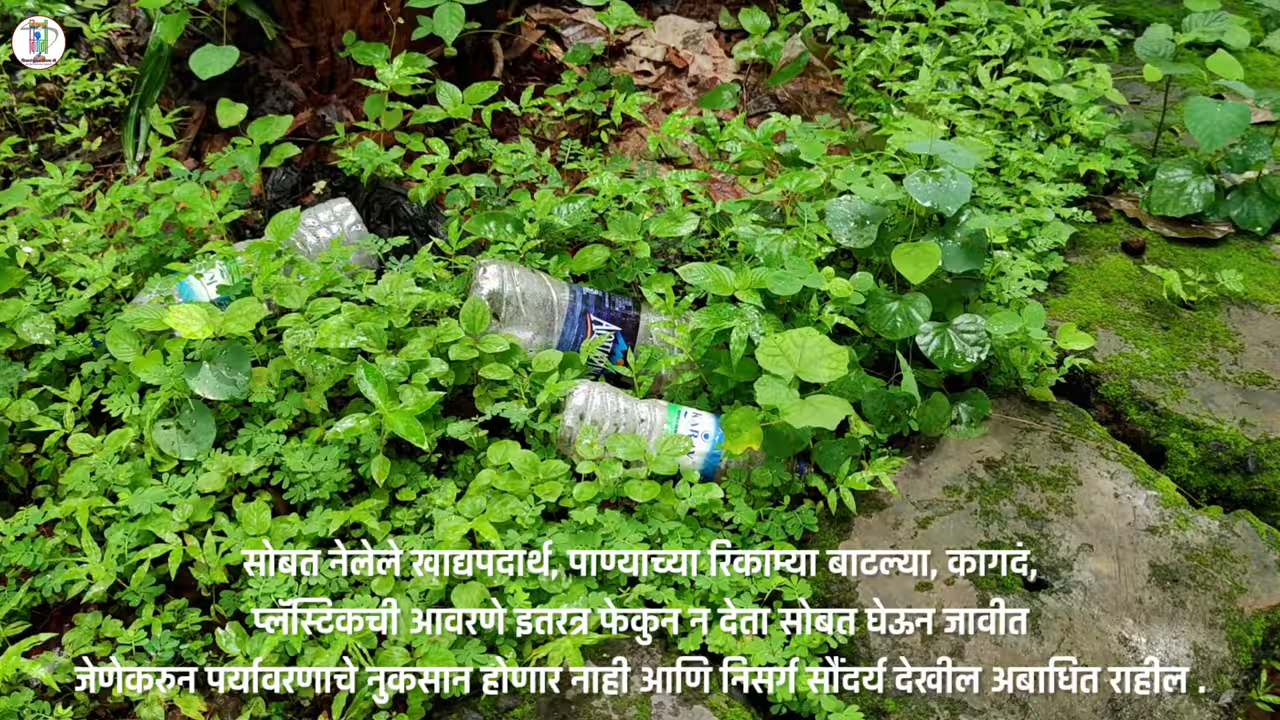 सोबत नेलेले खाद्यपदार्थ, पाण्याच्या रिकाम्या बाटल्या, कागदं,
प्लॅस्टिकची आवरणे इतरत्र फेकुन न देता सोबत घेऊन जावीत
जेणेकरुन पर्यावरणाचे नुकसान होणार नाही आणि निसर्ग सौंदर्य देखील अबाधित राहील .